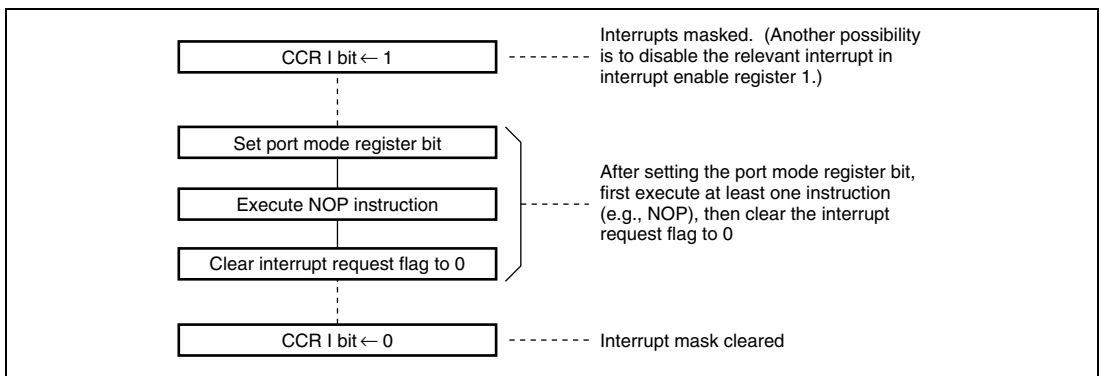 CCR I bit ← 1
Interrupts masked. (Another possibility
is to disable the relevant interrupt in
interrupt enable register 1.)
Set port mode register bit
Execute NOP instruction
Clear interrupt request flag to 0
After setting the port mode register bit,
first execute at least one instruction
(e.g., NOP), then clear the interrupt
request flag to 0
CCR I bit ← 0
Interrupt mask cleared